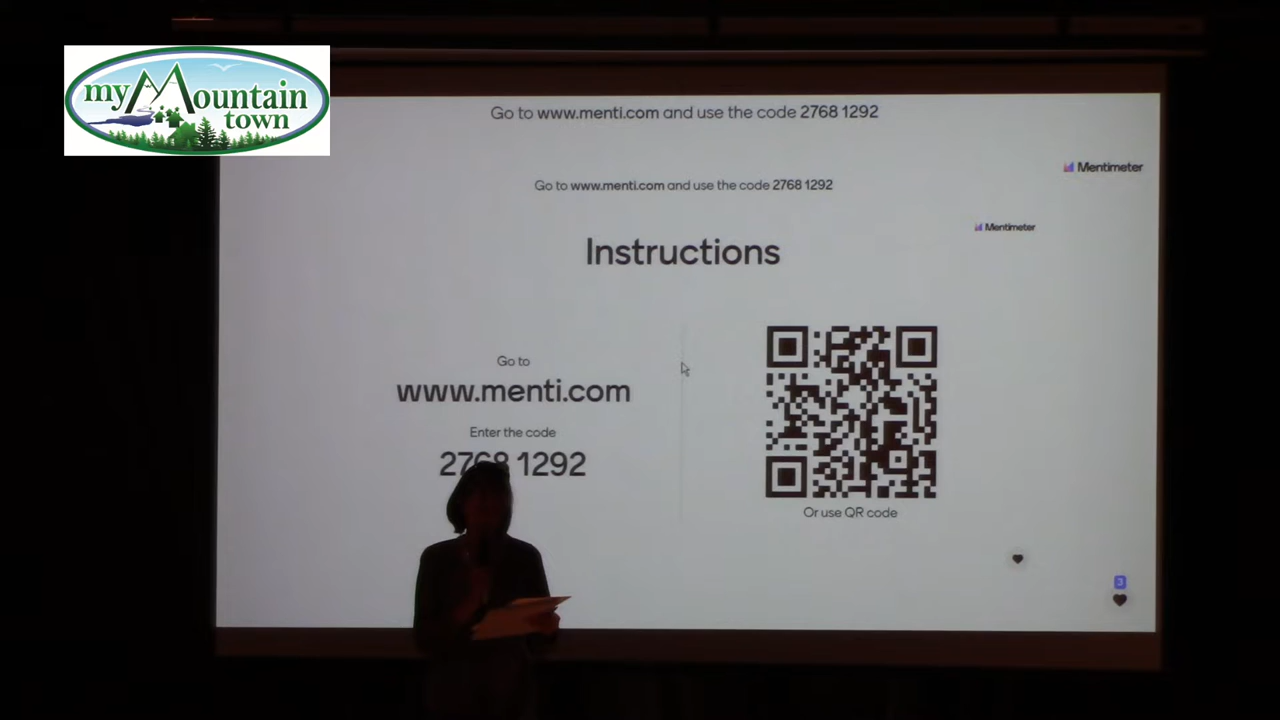 my Mountain
town
Go to www.menti.com and use the code 2768 1292
Mentimeter
Go to www.menti.com and use the code 2768 1292
Mentimeter
Instructions
Go to
www.menti.com
Enter the code
2768 1292
Or use QR code
3